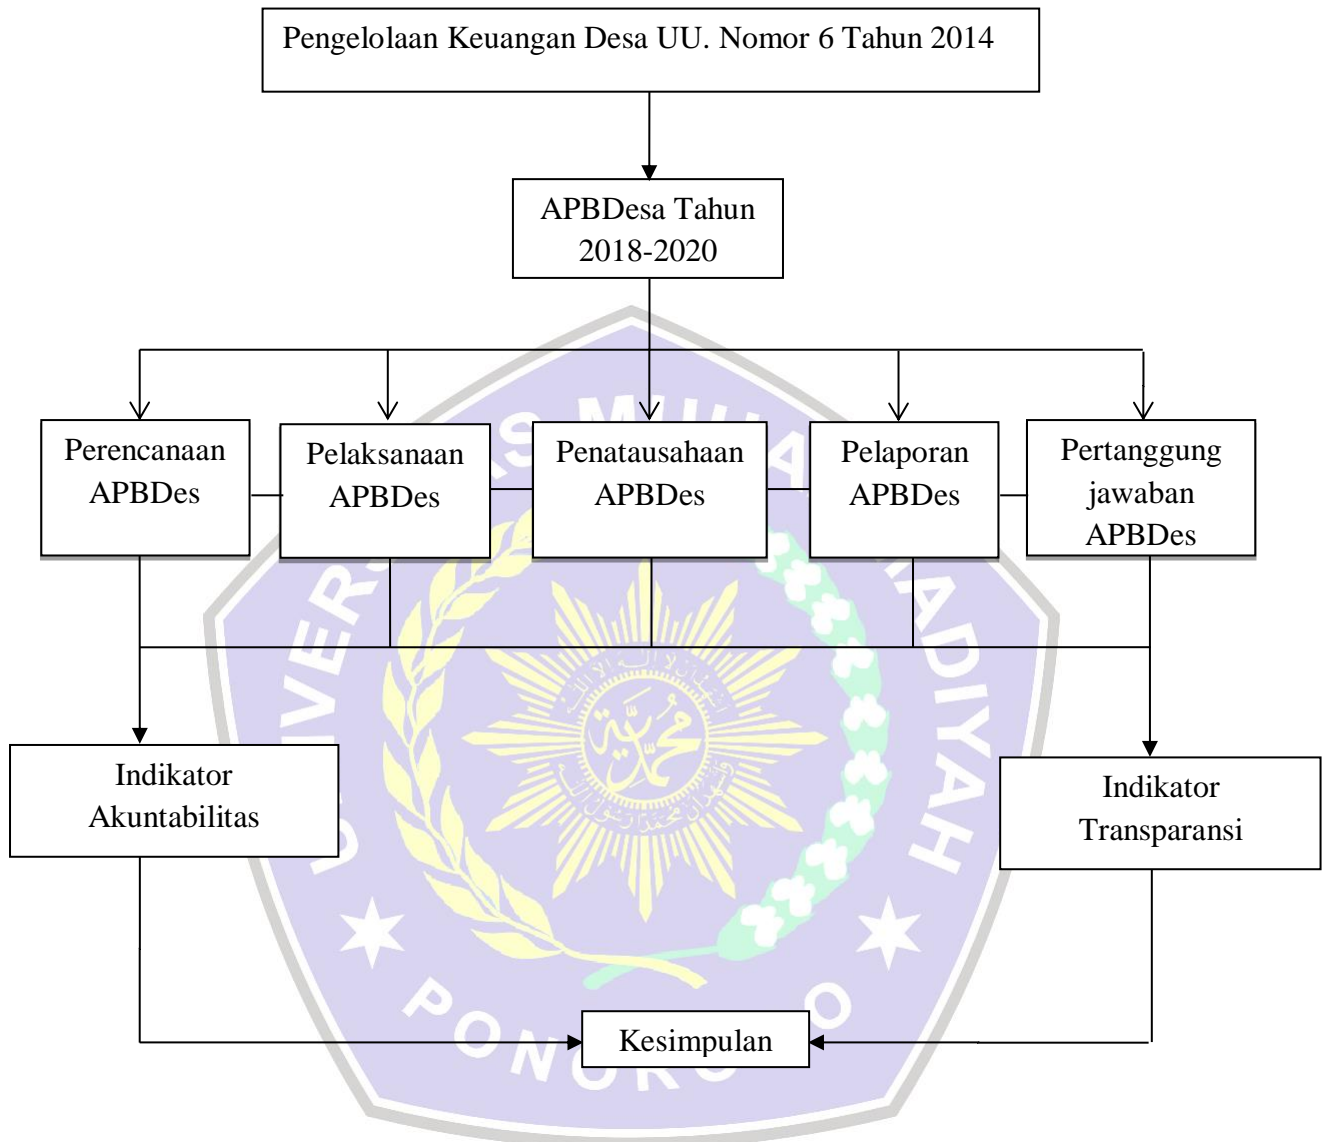 Pengelolaan Keuangan Desa UU. Nomor 6 Tahun 2014
APBDesa Tahun
2018-2020
Perencanaan
APBDes
Pelaksanaan
APBDes
Penatausahaan
APBDes
Pelaporan
APBDes
Pertanggung
jawaban
APBDes
Indikator
Akuntabilitas
Indikator
Transparansi
Kesimpulan